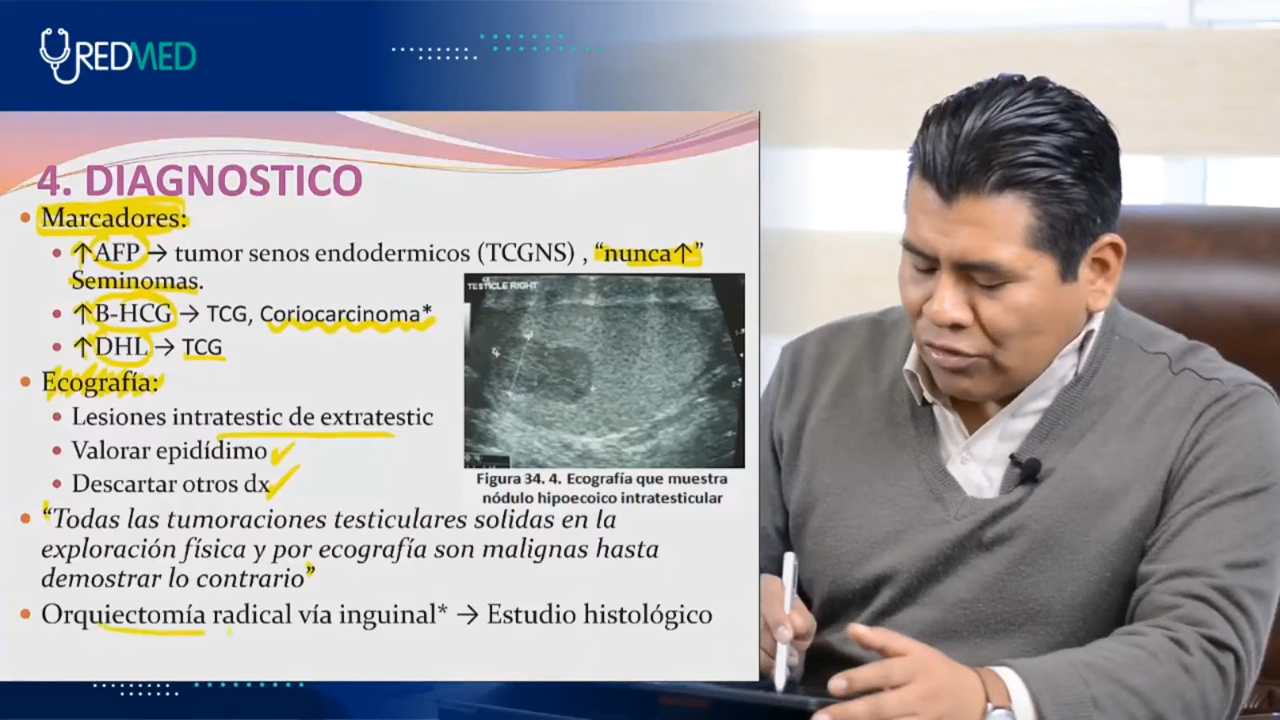 REDMED
4. DIAGNOSTICO
• Marcadores:
• ↑AFP → tumor senos endodermicos (TCGNS) , “nunca↑”
Seminomas.
• ↑B-HCG → TCG, Coriocarcinoma*
• ↑DHL → TCG
• Ecografía:
• Lesiones intratestic de extratestic
• Valorar epidídimo
• Descartar otros dx
TESTICLE RIGHT
Figura 34. 4. Ecografía que muestra
nódulo hipoecoico intratesticular
• “Todas las tumoraciones testiculares solidas en la
exploración física y por ecografía son malignas hasta
demostrar lo contrario”
• Orquiectomía radical vía inguinal* → Estudio histológico